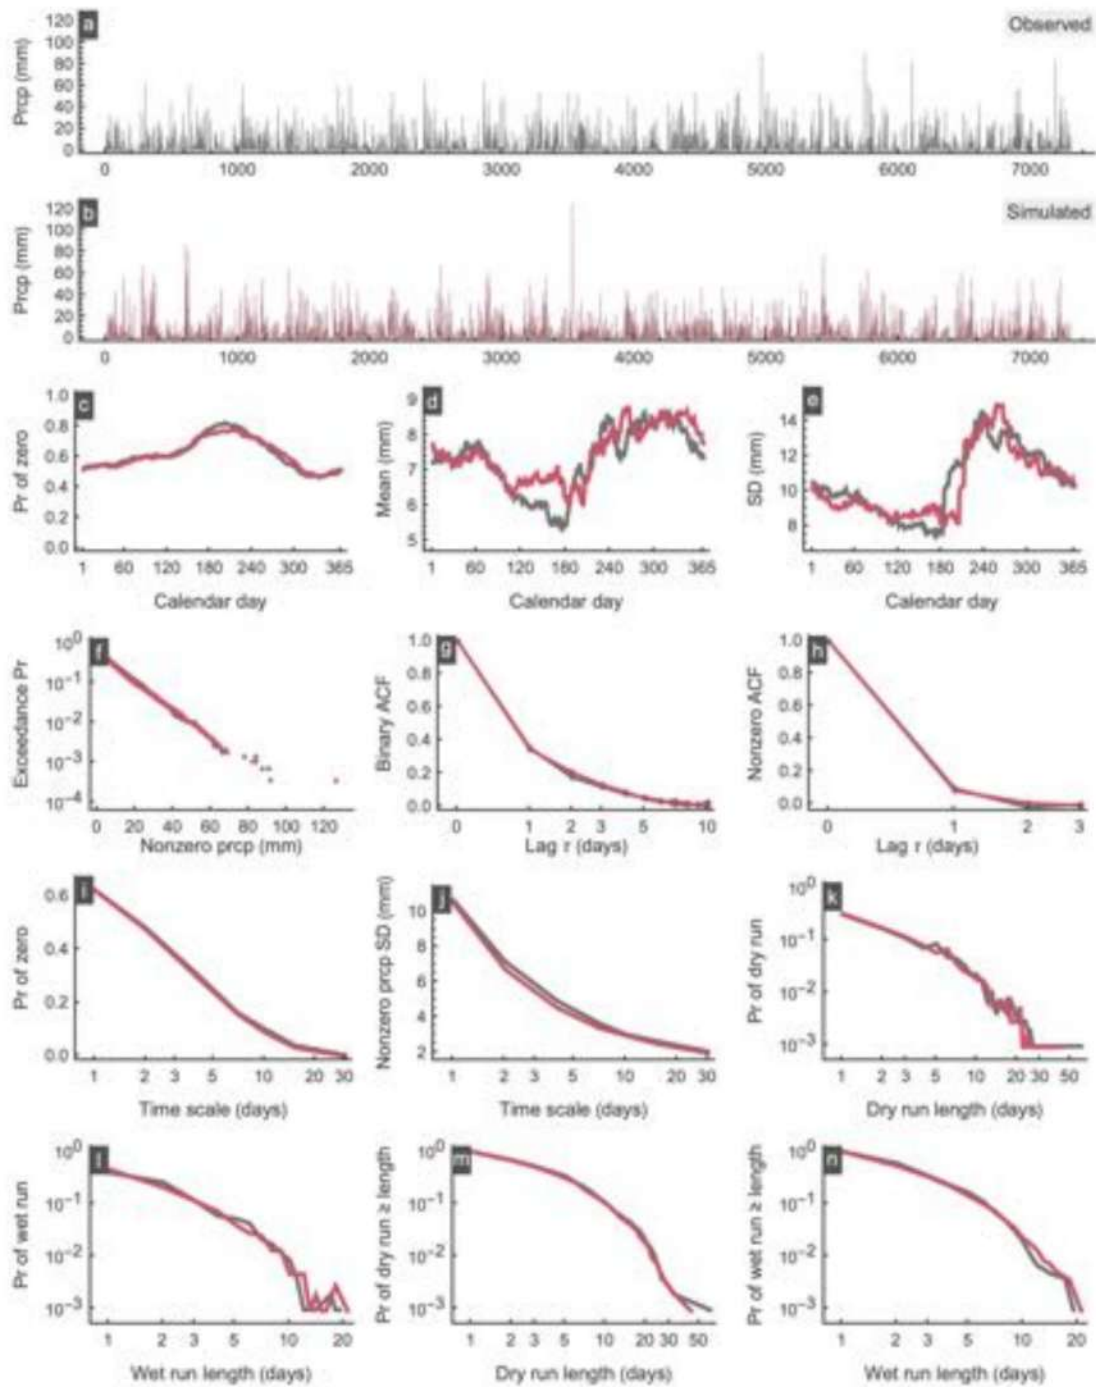 a
Observed
Prcp (mm)
120
100
80
60
40
20
0
0 1000 2000 3000 4000 5000 6000 7000
b
Simulated
Prcp (mm)
120
100
80
60
40
20
0
0 1000 2000 3000 4000 5000 6000 7000
c
Pr of zero
1.0
0.8
0.6
0.4
0.2
0.0
1 60 120 180 240 300 365
Calendar day
d
Mean (mm)
9
8
7
6
5
1 60 120 180 240 300 365
Calendar day
e
SD (mm)
14
12
10
8
1 60 120 180 240 300 365
Calendar day
f
Exceedance Pr
10^0
10^-1
10^-2
10^-3
10^-4
0 20 40 60 80 100 120
Nonzero prcp (mm)
g
Binary ACF
1.0
0.8
0.6
0.4
0.2
0.0
0 1 2 3 5 10
Lag τ (days)
h
Nonzero ACF
1.0
0.8
0.6
0.4
0.2
0.0
0 1 2 3
Lag τ (days)
i
Pr of zero
0.6
0.4
0.2
0.0
1 2 3 5 10 20 30
Time scale (days)
j
Nonzero prcp SD (mm)
10
8
6
4
2
1 2 3 5 10 20 30
Time scale (days)
k
Pr of dry run
10^0
10^-1
10^-2
10^-3
1 2 3 5 10 20 30 50
Dry run length (days)
l
Pr of wet run
10^0
10^-1
10^-2
10^-3
1 2 3 5 10 20
Wet run length (days)
m
Pr of dry run ≥ length
10^0
10^-1
10^-2
10^-3
1 2 3 5 10 20 30 50
Dry run length (days)
n
Pr of wet run ≥ length
10^0
10^-1
10^-2
10^-3
1 2 3 5 10 20
Wet run length (days)